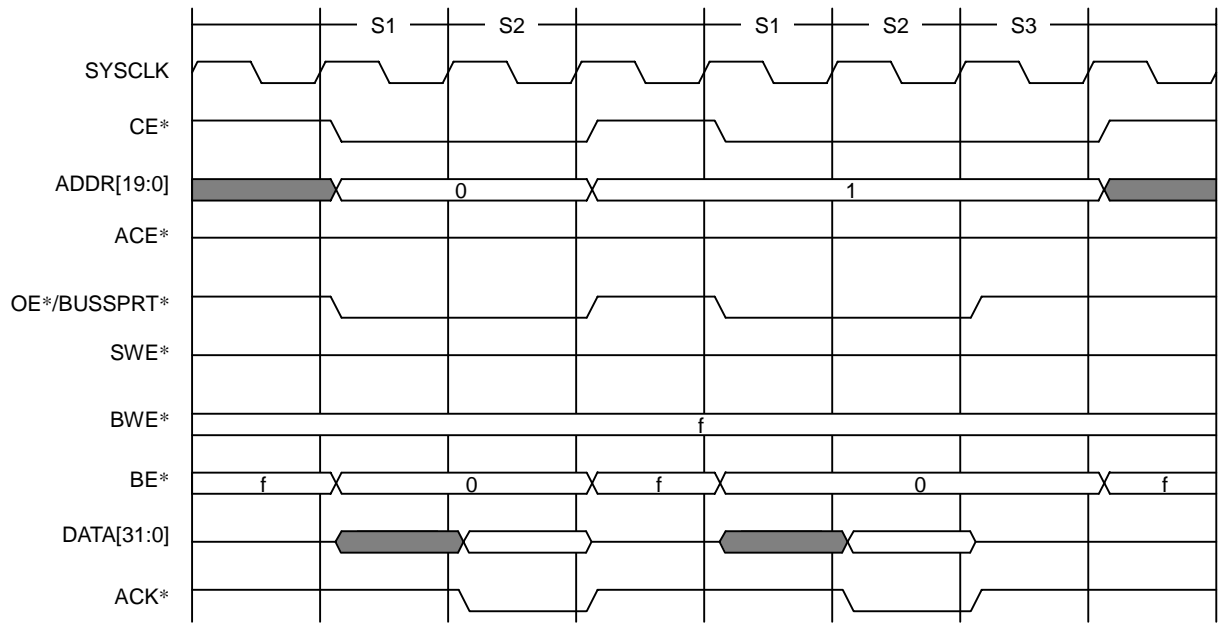 S1 S2 S1 S2 S3
SYSCLK
CE*
ADDR[19:0] 0 1
ACE*
OE*/BUSSPRT*
SWE*
BWE* f
BE* f 0 f 0 f
DATA[31:0]
ACK*